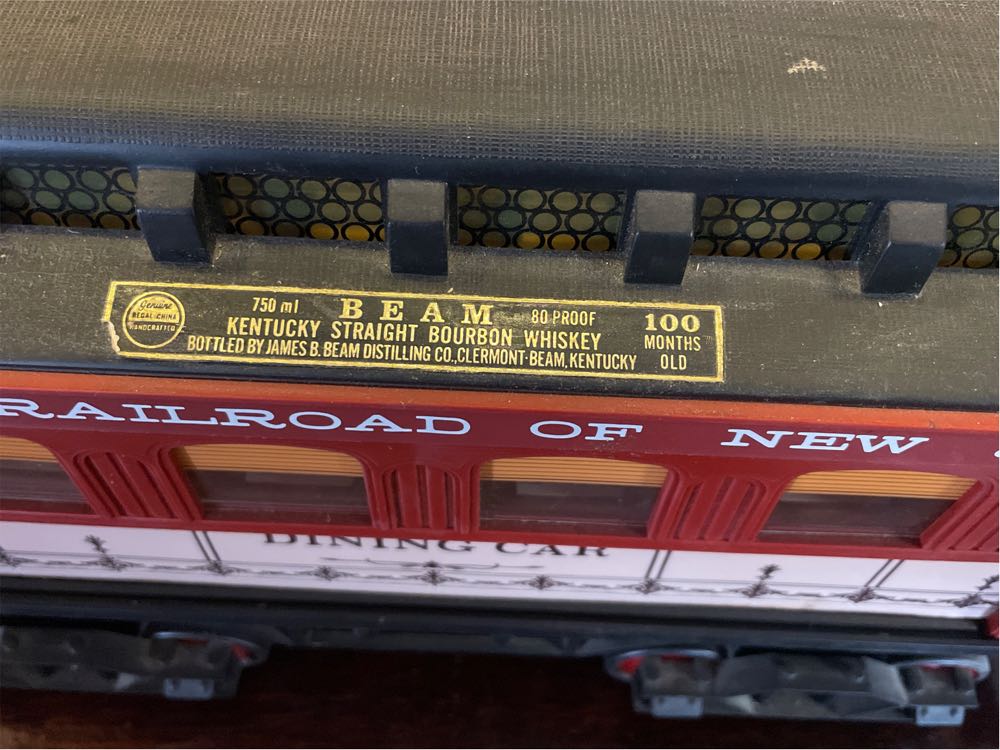 Genuine
REGAL CHINA
HANDCRAFTED
750 ml BEAM 80 PROOF
KENTUCKY STRAIGHT BOURBON WHISKEY
BOTTLED BY JAMES B. BEAM DISTILLING CO., CLERMONT-BEAM, KENTUCKY
100
MONTHS
OLD
RAILROAD OF NEW
DINING CAR